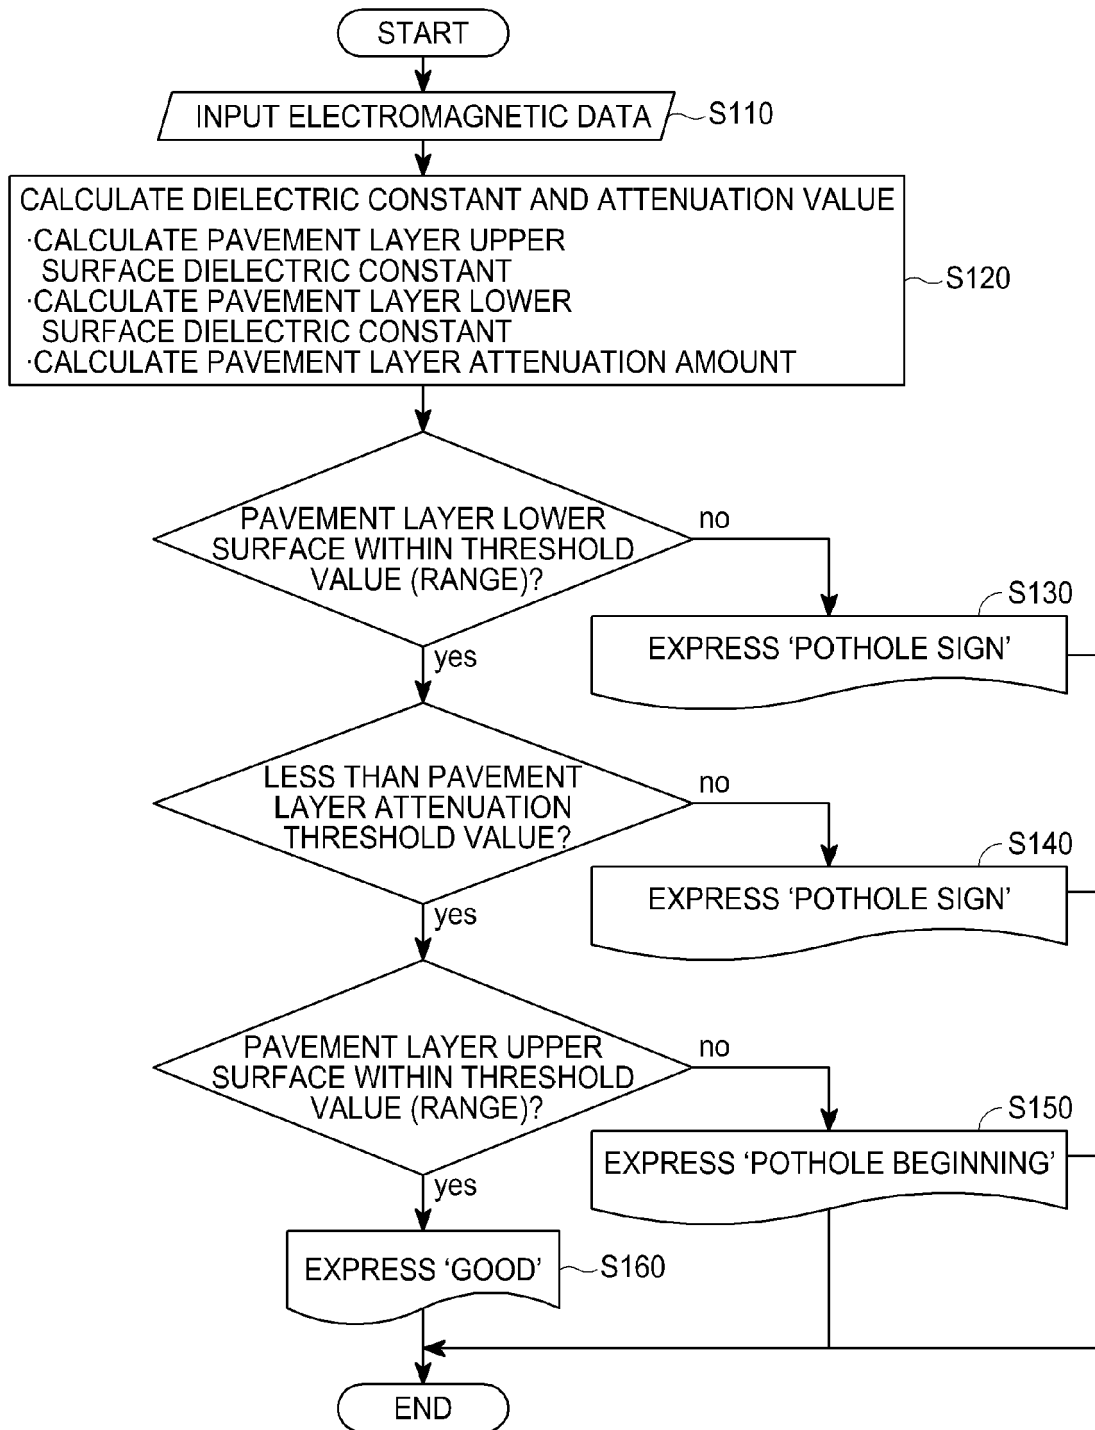 START
INPUT ELECTROMAGNETIC DATA
S110
CALCULATE DIELECTRIC CONSTANT AND ATTENUATION VALUE
·CALCULATE PAVEMENT LAYER UPPER
SURFACE DIELECTRIC CONSTANT
·CALCULATE PAVEMENT LAYER LOWER
SURFACE DIELECTRIC CONSTANT
·CALCULATE PAVEMENT LAYER ATTENUATION AMOUNT
S120
PAVEMENT LAYER LOWER
SURFACE WITHIN THRESHOLD
VALUE (RANGE)?
no
yes
S130
EXPRESS ‘POTHOLE SIGN’
LESS THAN PAVEMENT
LAYER ATTENUATION
THRESHOLD VALUE?
no
yes
S140
EXPRESS ‘POTHOLE SIGN’
PAVEMENT LAYER UPPER
SURFACE WITHIN THRESHOLD
VALUE (RANGE)?
no
yes
S150
EXPRESS ‘POTHOLE BEGINNING’
EXPRESS ‘GOOD’
S160
END